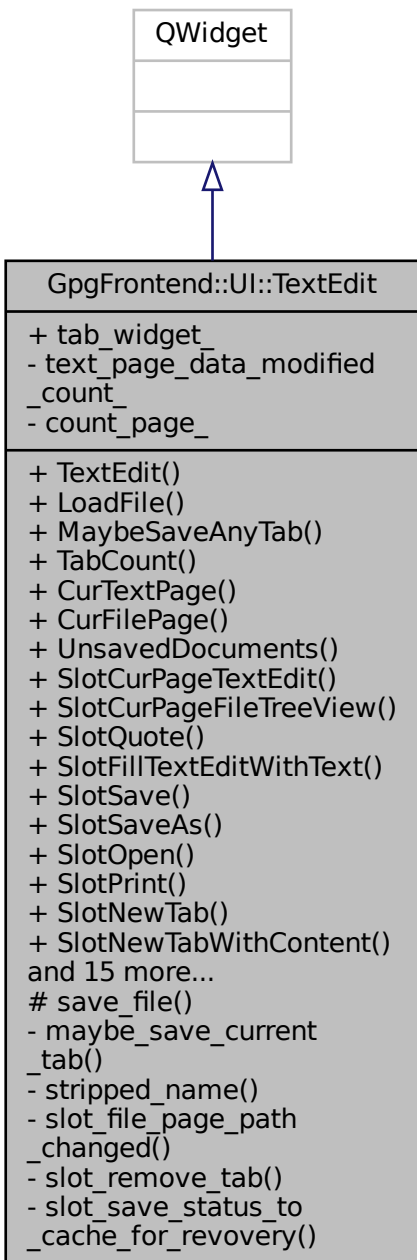 QWidget
GpgFrontend::UI::TextEdit
+ tab_widget_
- text_page_data_modified
_count_
- count_page_
+ TextEdit()
+ LoadFile()
+ MaybeSaveAnyTab()
+ TabCount()
+ CurTextPage()
+ CurFilePage()
+ UnsavedDocuments()
+ SlotCurPageTextEdit()
+ SlotCurPageFileTreeView()
+ SlotQuote()
+ SlotFillTextEditWithText()
+ SlotSave()
+ SlotSaveAs()
+ SlotOpen()
+ SlotPrint()
+ SlotNewTab()
+ SlotNewTabWithContent()
and 15 more...
# save_file()
- maybe_save_current
_tab()
- stripped_name()
- slot_file_page_path
_changed()
- slot_remove_tab()
- slot_save_status_to
_cache_for_revovery()